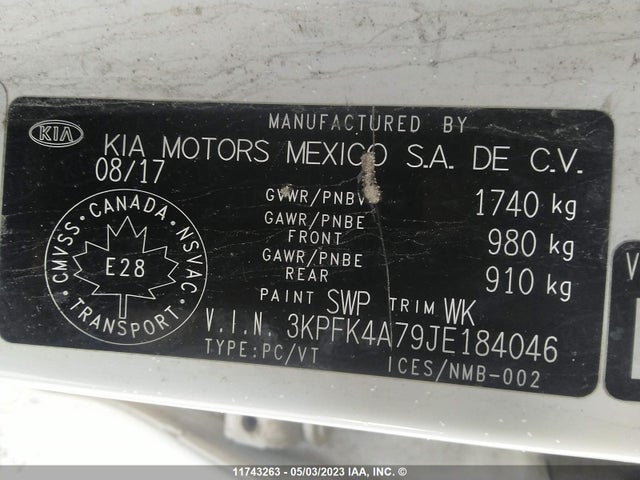 MANUFACTURED BY
KIA
KIA MOTORS MEXICO S.A. DE C.V.
08/17
GVWR/PNBV 1740 kg
GAWR/PNBE
FRONT 980 kg
GAWR/PNBE
REAR 910 kg
CMVSS · CANADA · NSVAC
E28
TRANSPORT
PAINT SWP TRIM WK
V.I.N. 3KPFK4A79JE184046
TYPE:PC/VT ICES/NMB-002
V
11743263 - 05/03/2023 IAA, INC. ©